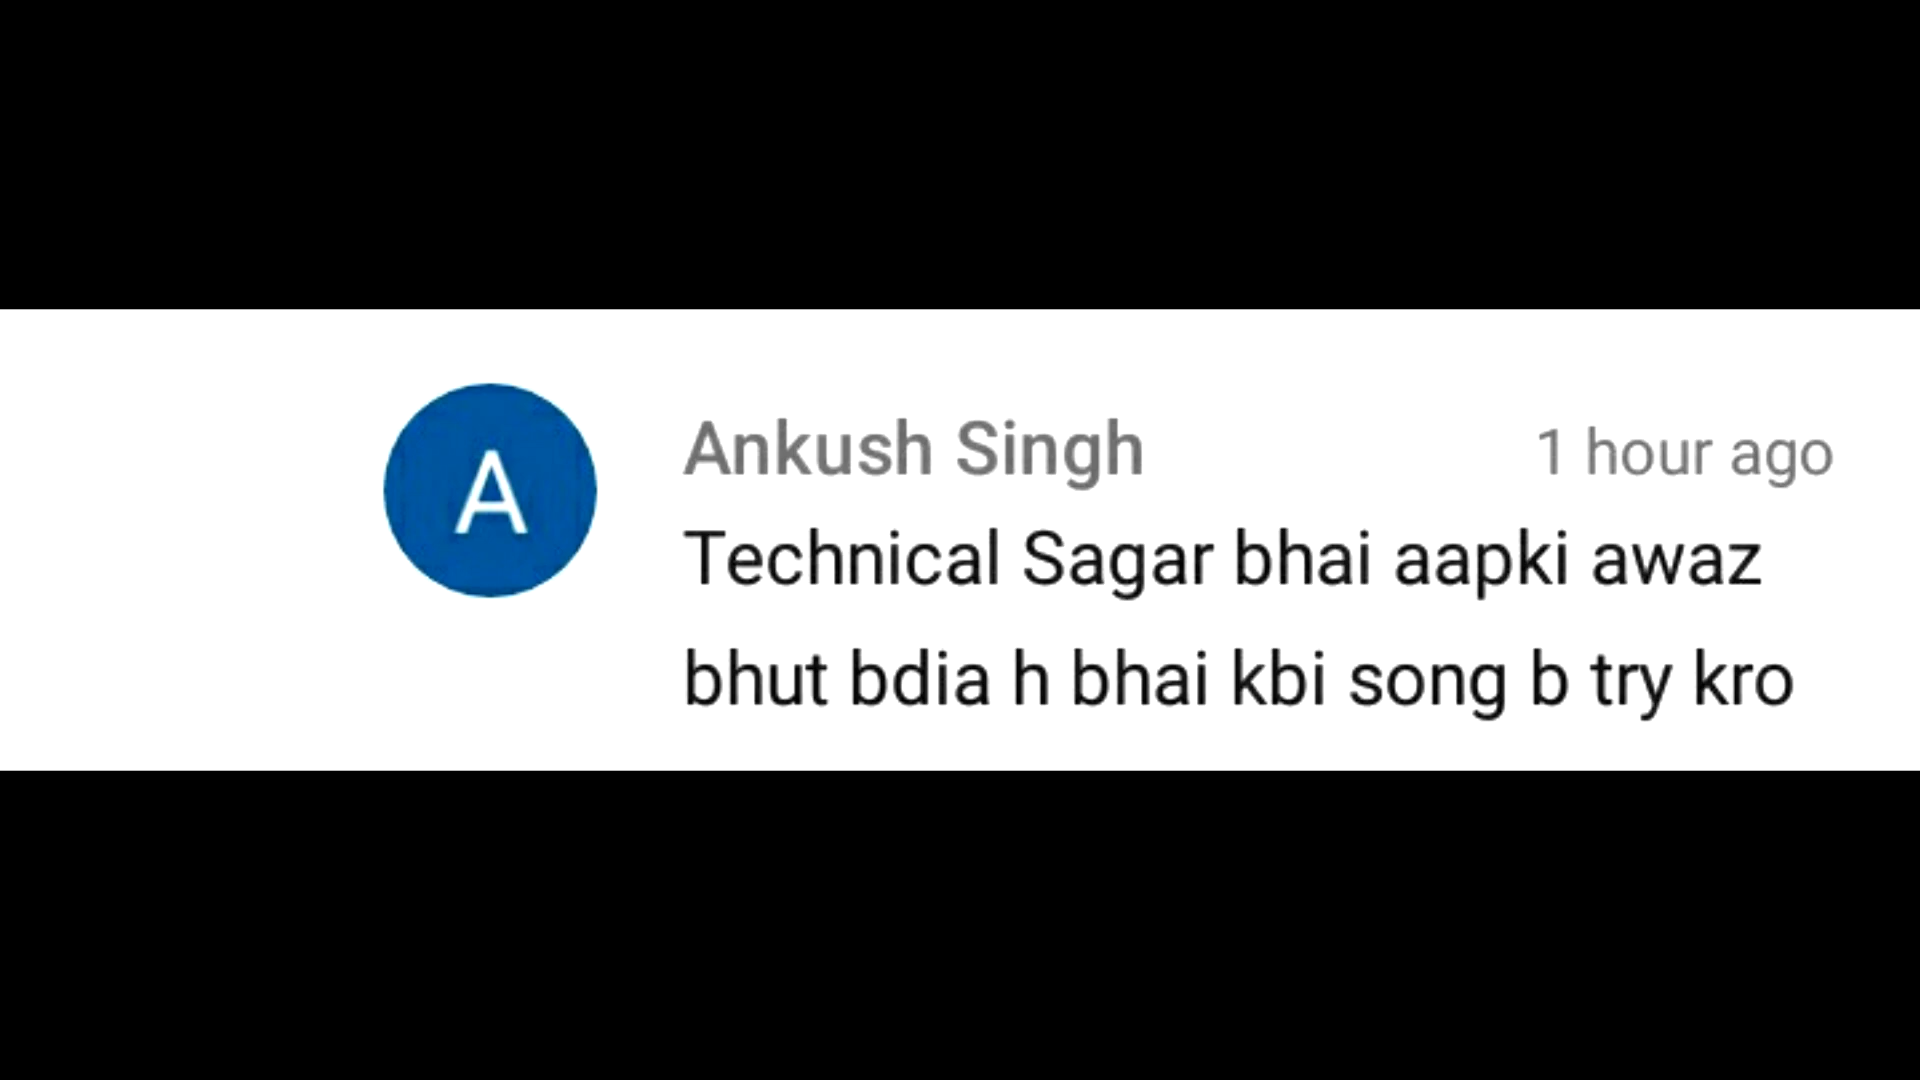 A
Ankush Singh 1 hour ago
Technical Sagar bhai aapki awaz
bhut bdia h bhai kbi song b try kro